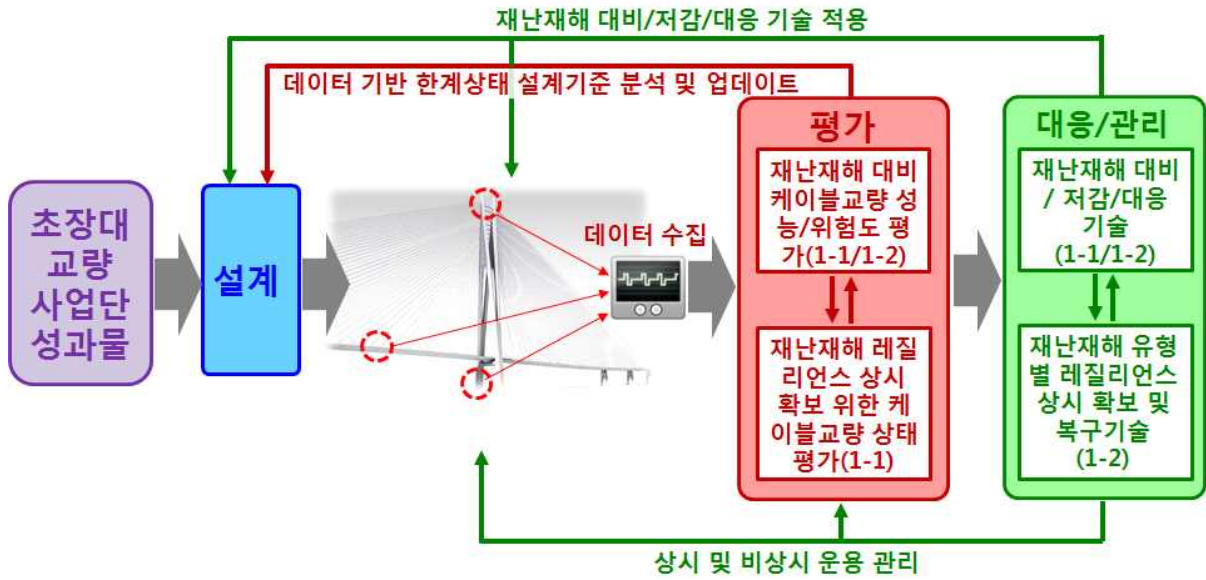 재난재해 대비/저감/대응 기술 적용
데이터 기반 한계상태 설계기준 분석 및 업데이트
초장대
교량
사업단
성과물
설계
데이터 수집
평가
재난재해 대비
케이블교량 성
능/위험도 평
가(1-1/1-2)
재난재해 레질
리언스 상시
확보 위한 케
이블교량 상태
평가(1-1)
대응/관리
재난재해 대비
/ 저감/대응
기술
(1-1/1-2)
재난재해 유형
별 레질리언스
상시 확보 및
복구기술
(1-2)
상시 및 비상시 운용 관리